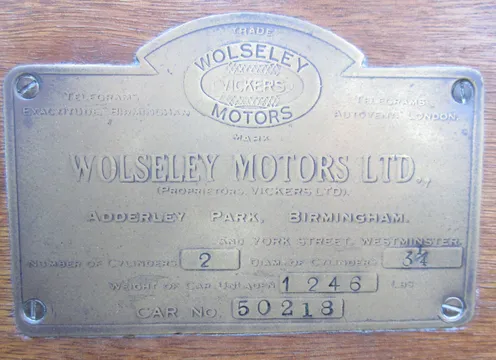 TRADE
WOLSELEY
VICKERS
MOTORS
MARK
TELEGRAMS
EXACTITUDE, BIRMINGHAM
TELEGRAMS
AUTOVENT, LONDON.
WOLSELEY MOTORS LTD.,
(PROPRIETORS, VICKERS, LTD).
ADDERLEY PARK, BIRMINGHAM.
AND YORK STREET, WESTMINSTER
NUMBER OF CYLINDERS 2 DIAM. OF CYLINDERS
WEIGHT OF CAR UNLADEN 1246 LBS
CAR NO. 50218